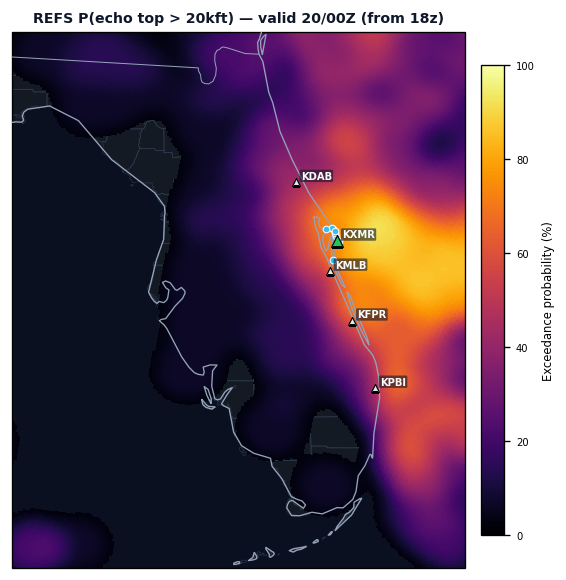 REFS P(echo top > 20kft) — valid 20/00Z (from 18z)
KDAB
KXMR
KMLB
KFPR
KPBI
100
80
60
40
20
0
Exceedance probability (%)